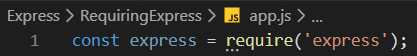 Express > RequiringExpress > JS app.js > ...
1 const express = require('express');